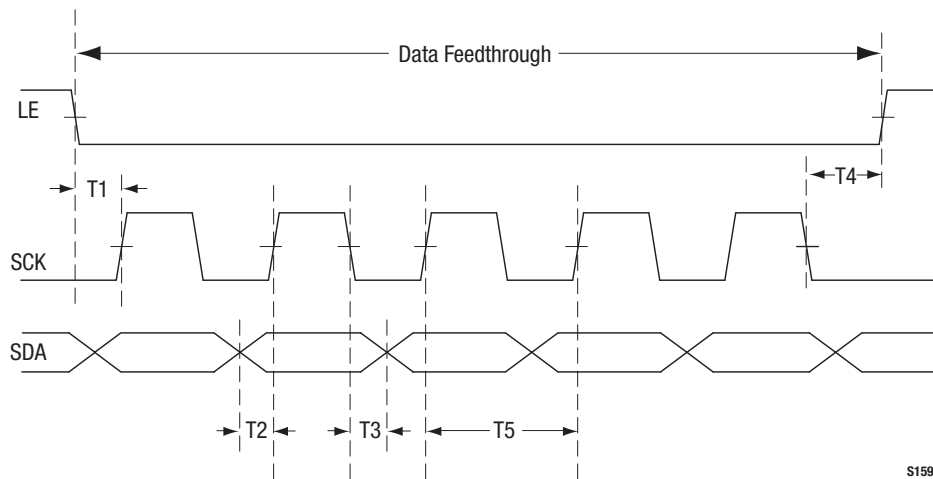 Data Feedthrough
LE
T1
T4
SCK
SDA
T2
T3
T5
S159